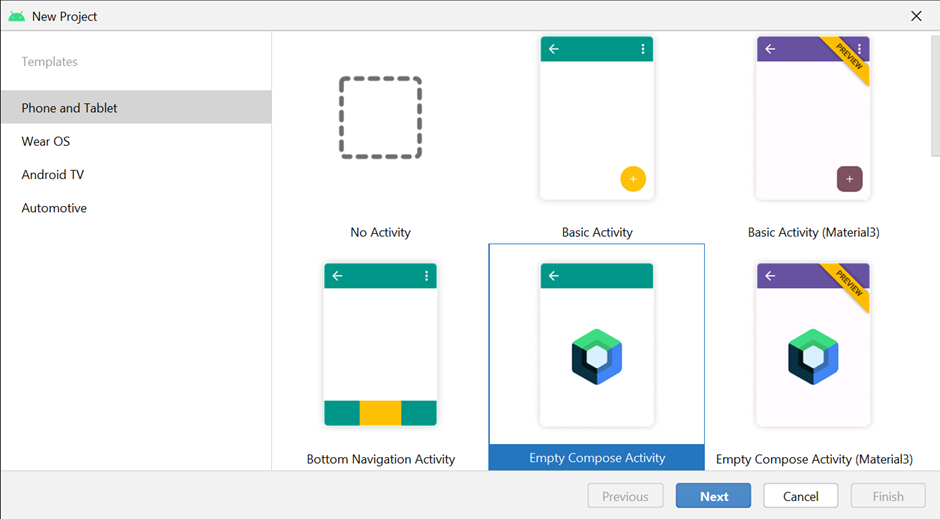 New Project
Templates
Phone and Tablet
Wear OS
Android TV
Automotive
PREVIEW
No Activity
Basic Activity
Basic Activity (Material3)
PREVIEW
Bottom Navigation Activity
Empty Compose Activity
Empty Compose Activity (Material3)
Previous
Next
Cancel
Finish